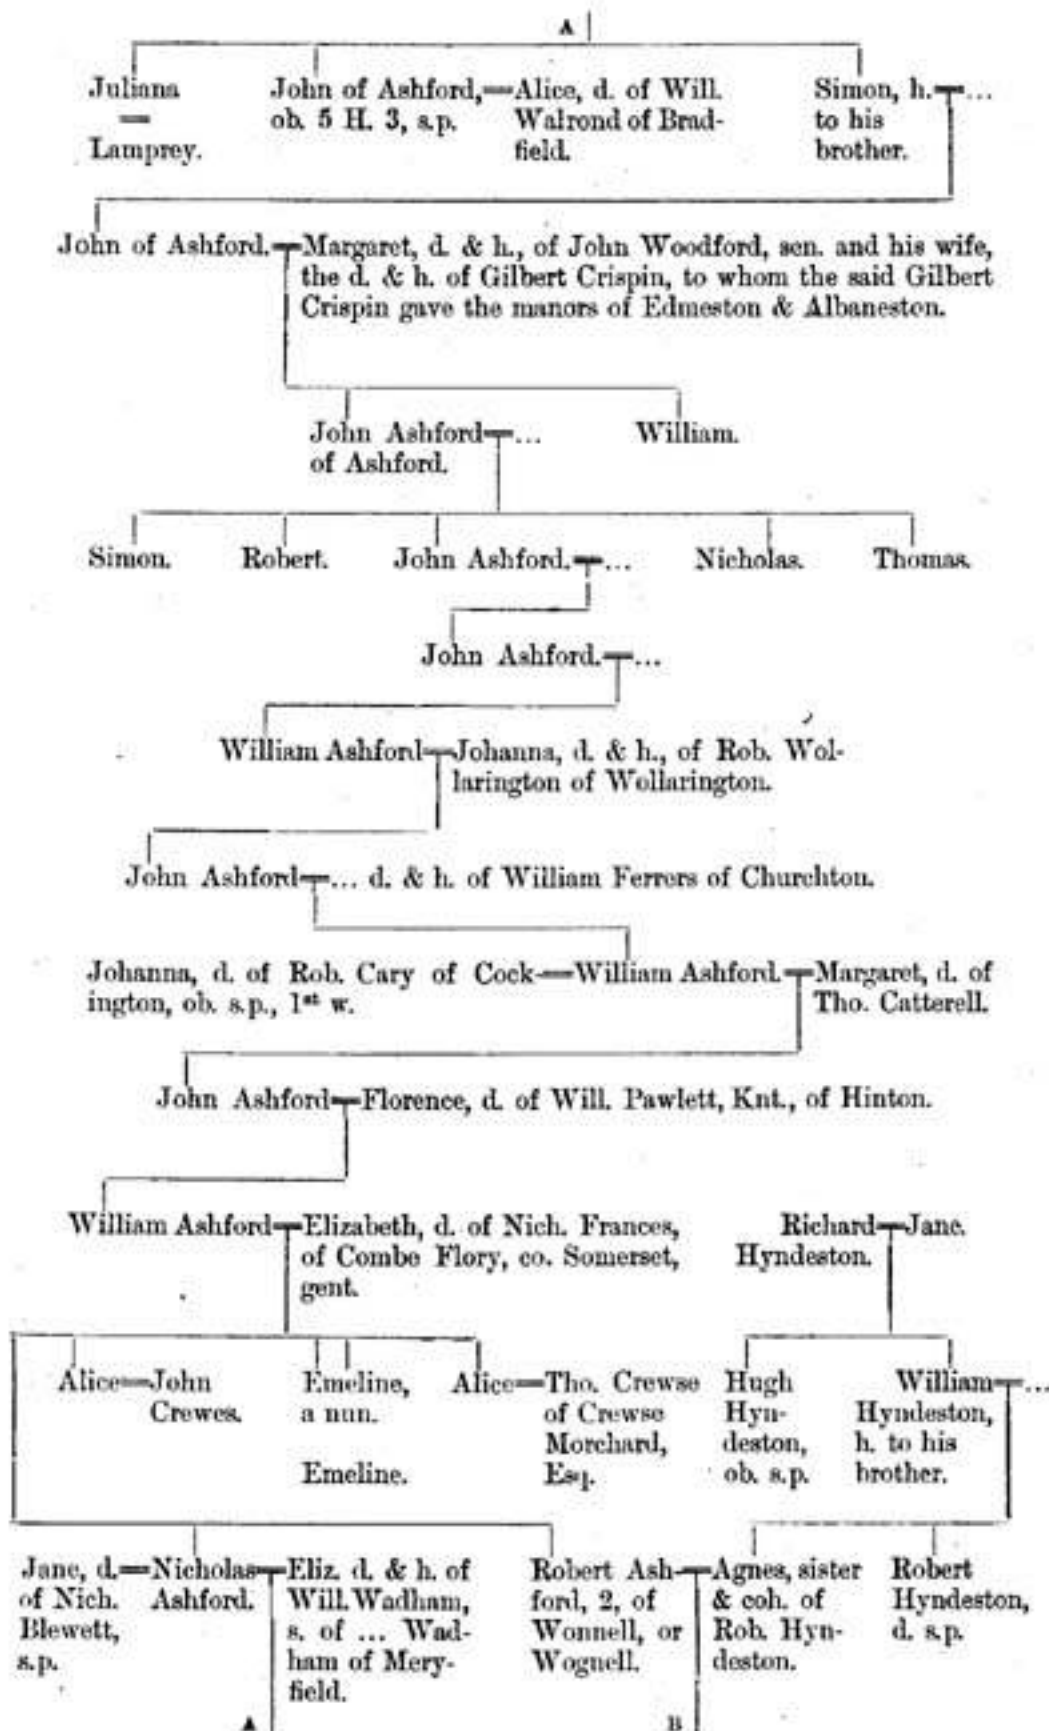 A
Juliana
Lamprey.
John of Ashford,
ob. 5 H. 3, s.p.
Alice, d. of Will.
Walrond of Brad-
field.
Simon, h. ...
to his
brother.
John of Ashford.
Margaret, d. & h., of John Woodford, sen. and his wife,
the d. & h. of Gilbert Crispin, to whom the said Gilbert
Crispin gave the manors of Edmeston & Albaneston.
John Ashford ...
of Ashford.
William.
Simon.
Robert.
John Ashford. ...
Nicholas.
Thomas.
John Ashford. ...
William Ashford
Johanna, d. & h., of Rob. Wol-
larington of Wollarington.
John Ashford
... d. & h. of William Ferrers of Churchton.
Johanna, d. of Rob. Cary of Cock
ington, ob. s.p., 1st w.
William Ashford.
Margaret, d. of
Tho. Catterell.
John Ashford
Florence, d. of Will. Pawlett, Knt., of Hinton.
William Ashford
Elizabeth, d. of Nich. Frances,
of Combe Flory, co. Somerset,
gent.
Richard
Hyndeston.
Jane.
Alice
John
Crewes.
Emeline,
a nun.
Emeline.
Alice
Tho. Crewse
of Crewse
Morchard,
Esq.
Hugh
Hyn-
deston,
ob. s.p.
William ...
Hyndeston,
h. to his
brother.
Jane, d.
of Nich.
Blewett,
s.p.
Nicholas
Ashford.
Eliz. d. & h. of
Will. Wadham,
s. of ... Wad-
ham of Mery-
field.
Robert Ash-
ford, 2, of
Wonnell, or
Wognell.
Agnes, sister
& coh. of
Rob. Hyn-
deston.
Robert
Hyndeston,
d. s.p.
A
B